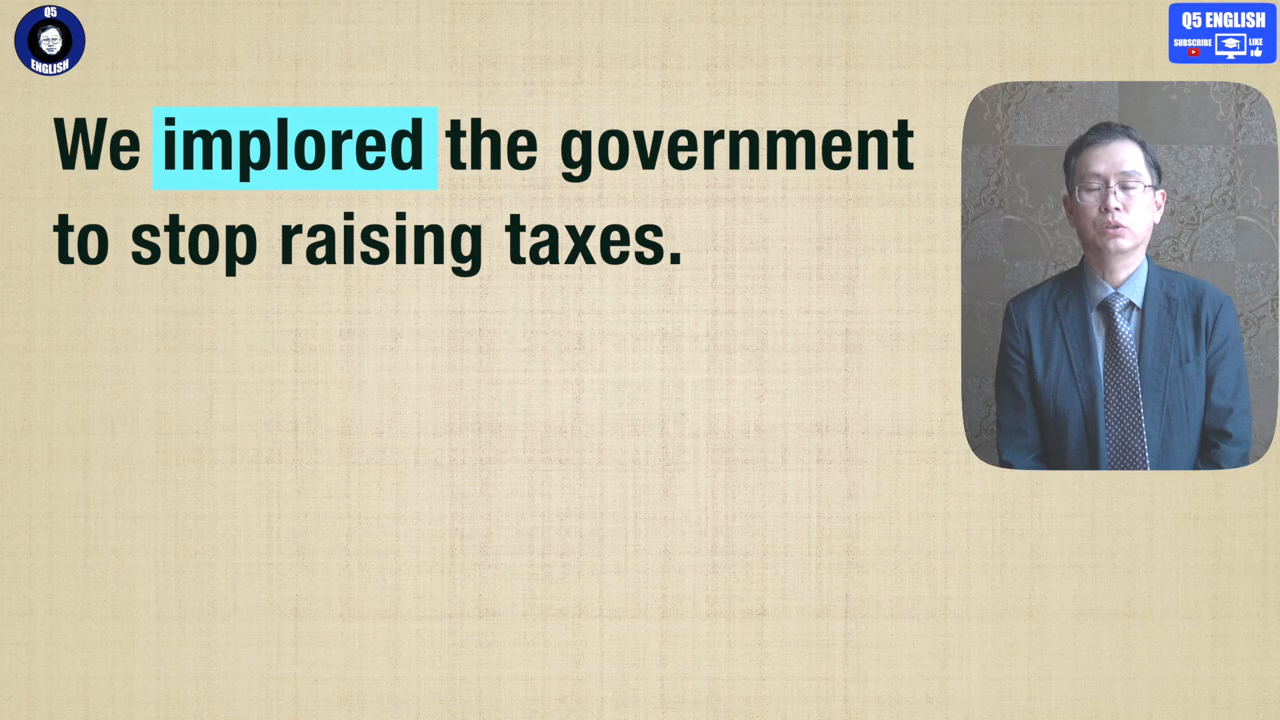 Q5
ENGLISH
Q5 ENGLISH
SUBSCRIBE
LIKE
We implored the government
to stop raising taxes.